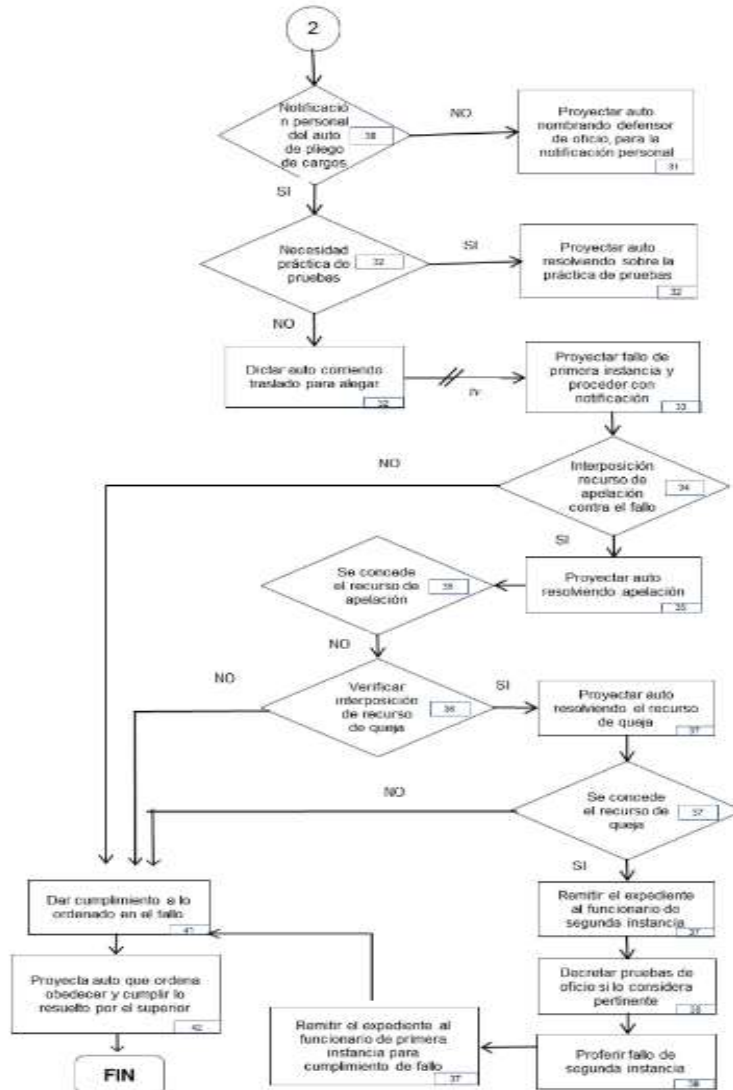 2
Notificació
n personal
del auto
de pliego
de cargos
30
NO
Proyectar auto
nombrando defensor
de oficio, para la
notificación personal
31
SI
Necesidad
práctica de
pruebas
32
SI
Proyectar auto
resolviendo sobre la
práctica de pruebas
32
NO
Dictar auto corriendo
traslado para alegar
32
Proyectar fallo de
primera instancia y
proceder con
notificación
33
NO
Interposición
recurso de
apelación
contra el fallo
34
SI
Se concede
el recurso de
apelación
35
Proyectar auto
resolviendo apelación
35
NO
NO
Verificar
interposición
de recurso
de queja
36
SI
Proyectar auto
resolviendo el recurso
de queja
37
NO
Se concede
el recurso de
queja
37
SI
Dar cumplimiento a lo
ordenado en el fallo
41
Remitir el expediente
al funcionario de
segunda instancia
37
Proyecta auto que ordena
obedecer y cumplir lo
resuelto por el superior
42
Decretar pruebas de
oficio si lo considera
pertinente
Remitir el expediente al
funcionario de primera
instancia para
cumplimiento de fallo
37
Proferir fallo de
segunda instancia
FIN